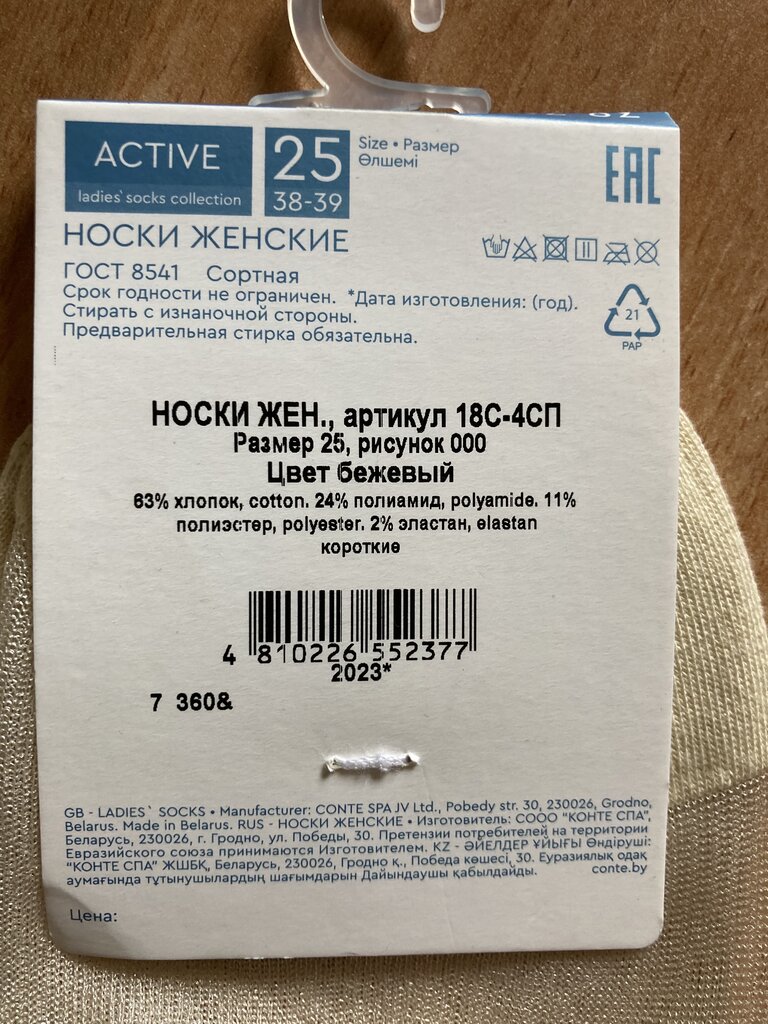 ACTIVE
ladies` socks collection
25
38-39
Size • Размер
Өлшемі
EAC
НОСКИ ЖЕНСКИЕ
ГОСТ 8541 Сортная
Срок годности не ограничен. *Дата изготовления: (год).
Стирать с изнаночной стороны.
Предварительная стирка обязательна.
21
PAP
НОСКИ ЖЕН., артикул 18С-4СП
Размер 25, рисунок 000
Цвет бежевый
63% хлопок, cotton. 24% полиамид, polyamide. 11%
полиэстер, polyester. 2% эластан, elastan
короткие
4 810226 552377
2023*
7 360&
GB - LADIES` SOCKS • Manufacturer: CONTE SPA JV Ltd., Pobedy str. 30, 230026, Grodno,
Belarus. Made in Belarus. RUS - НОСКИ ЖЕНСКИЕ • Изготовитель: СООО "КОНТЕ СПА",
Беларусь, 230026, г. Гродно, ул. Победы, 30. Претензии потребителей на территории
Евразийского союза принимаются Изготовителем. KZ - ӘЙЕЛДЕР ҰЙЫҒЫ Өндіруші:
"КОНТЕ СПА" ЖШБҚ, Беларусь, 230026, Гродно қ., Победа көшесі, 30. Еуразиялық одақ
аумағында тұтынушылардың шағымдарын Дайындаушы қабылдайды. conte.by
Цена: